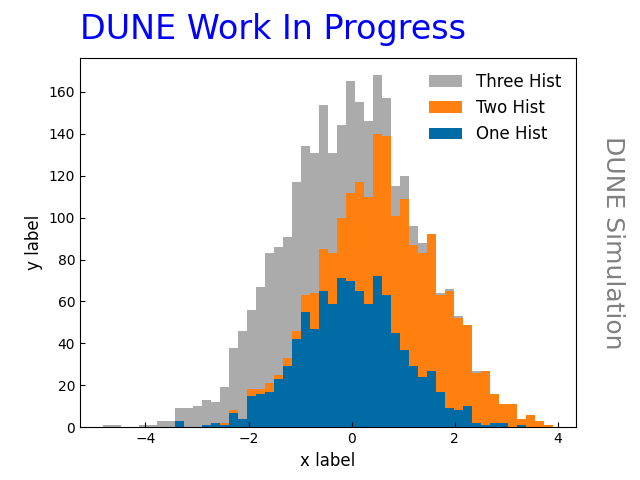 DUNE Work In Progress
Three Hist
Two Hist
One Hist
y label
160
140
120
100
80
60
40
20
0
−4
−2
0
2
4
x label
DUNE Simulation